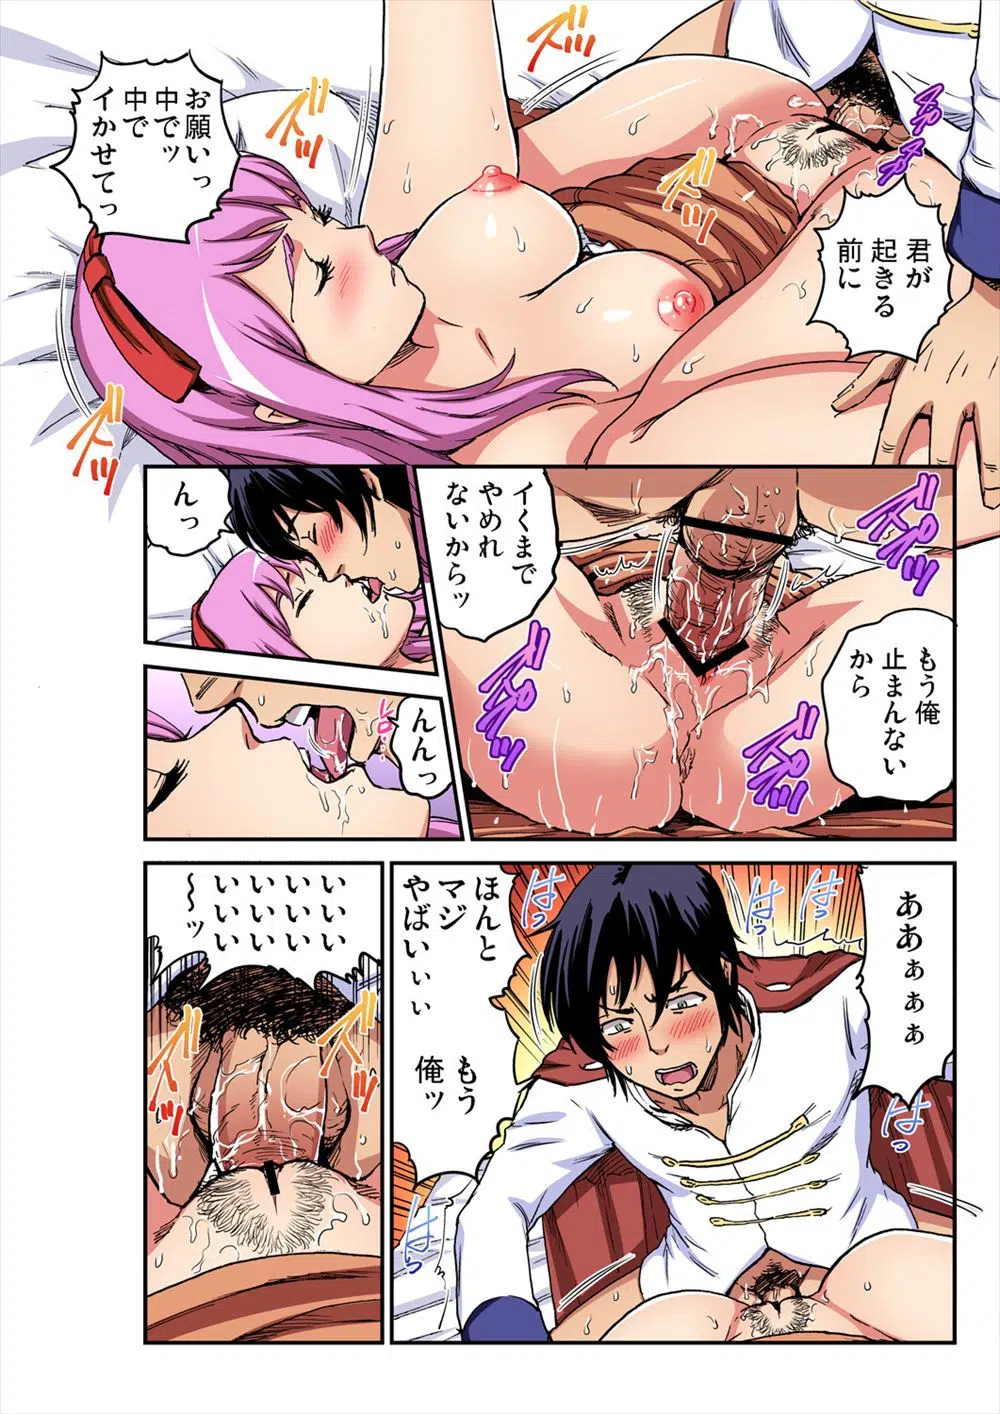 お願いっ
中でッ
中で
イかせてっ
君が
起きる
前に
ズッ
ズッ
ズッ
ズッ
イくまで
やめれ
ないからッ
もう俺
止まんない
から
んっ
んんっ
ああぁぁぁ
ほんと
マジ
やばいぃぃ
もう
俺ッ
はっ
はっ
はっ
はっ
いいいい
いいいい
いいいい
〜ッ